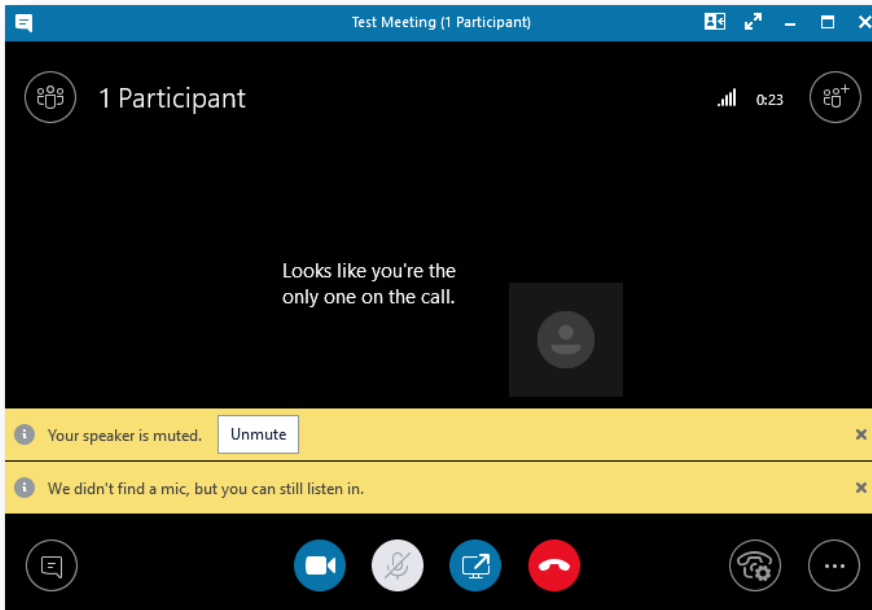 Test Meeting (1 Participant)
1 Participant
0:23
Looks like you're the
only one on the call.
Your speaker is muted. Unmute
We didn't find a mic, but you can still listen in.